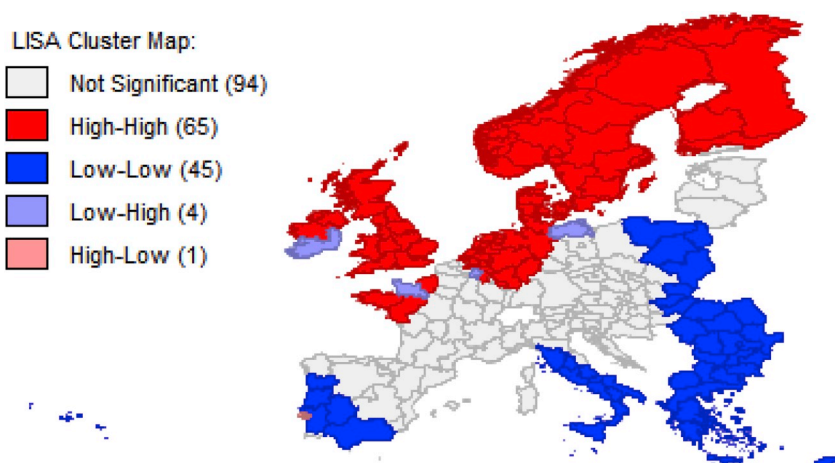 LISA Cluster Map:
Not Significant (94)
High-High (65)
Low-Low (45)
Low-High (4)
High-Low (1)